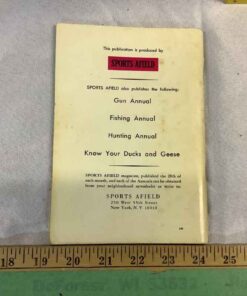 This publication is produced by
SPORTS AFIELD
SPORTS AFIELD also publishes the following:
Gun Annual
Fishing Annual
Hunting Annual
Know Your Ducks and Geese
SPORTS AFIELD magazine, published the 20th of
each month, and each of the Annuals can be obtained
from your neighborhood newsdealer or write to:
SPORTS AFIELD
250 West 55th Street
New York, N.Y. 10019
18 19 20 21 22 23 24 25
DeForest, WI 53532